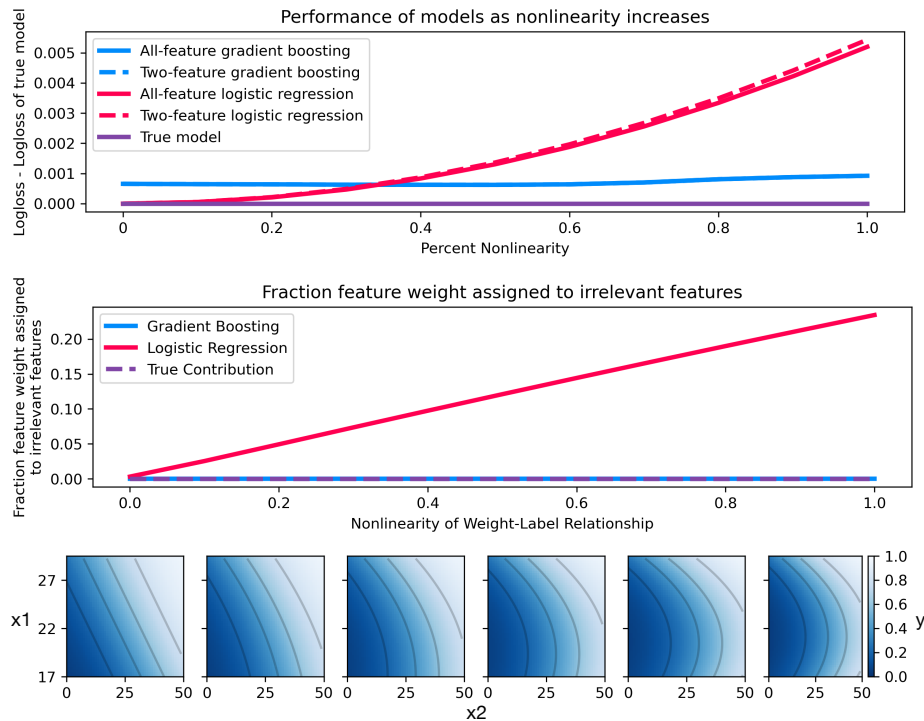 Performance of models as nonlinearity increases
Logloss - Logloss of true model
0.005
0.004
0.003
0.002
0.001
0.000
All-feature gradient boosting
Two-feature gradient boosting
All-feature logistic regression
Two-feature logistic regression
True model
0 0.2 0.4 0.6 0.8 1.0
Percent Nonlinearity
Fraction feature weight assigned to irrelevant features
Fraction feature weight assigned
to irrelevant features
0.20
0.15
0.10
0.05
0.00
Gradient Boosting
Logistic Regression
True Contribution
0.0 0.2 0.4 0.6 0.8 1.0
Nonlinearity of Weight-Label Relationship
x1
27
22
17
0 25 50 0 25 50 0 25 50 0 25 50 0 25 50 0 25 50
x2
1.0
0.8
0.6
0.4
0.2
0.0
y